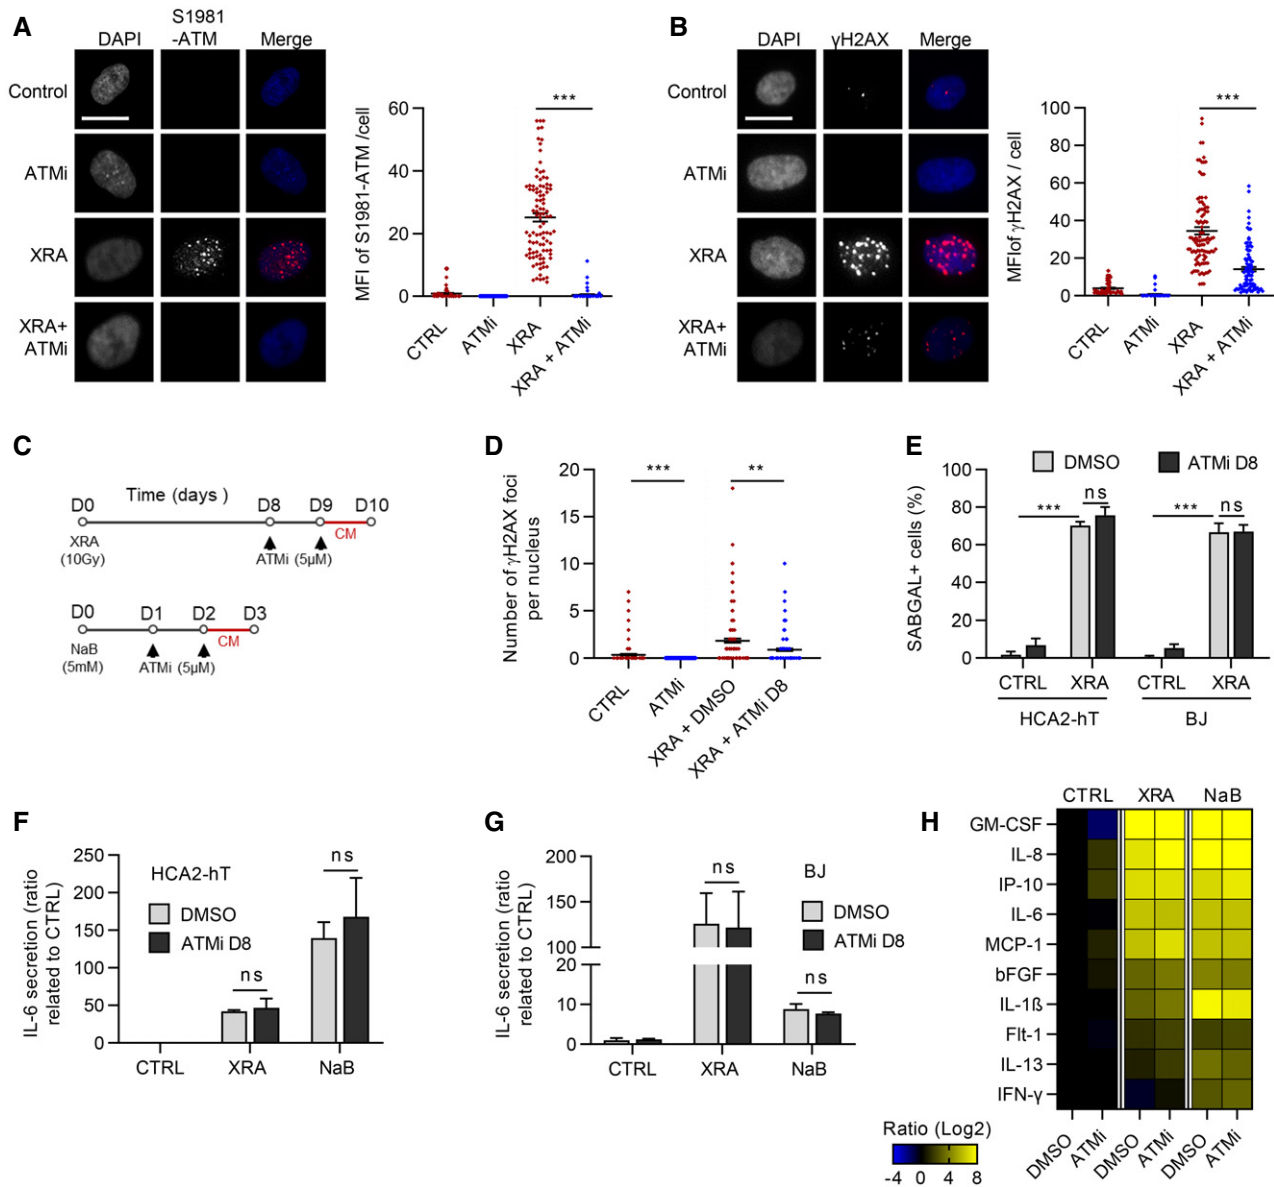 A
S1981
-ATM
DAPI
Merge
Control
ATMi
XRA
XRA+
ATMi
MFI of S1981-ATM /cell
60
40
20
0
***
CTRL
ATMi
XRA
XRA + ATMi
B
DAPI
γH2AX
Merge
Control
ATMi
XRA
XRA+
ATMi
MFIof γH2AX / cell
100
80
60
40
20
0
***
CTRL
ATMi
XRA
XRA + ATMi
C
Time (days )
D0
D8
D9
D10
CM
XRA
(10Gy)
ATMi (5µM)
D0
D1
D2
D3
CM
NaB
(5mM)
ATMi (5µM)
D
Number of γH2AX foci
per nucleus
20
15
10
5
0
***
**
CTRL
ATMi
XRA + DMSO
XRA + ATMi D8
E
DMSO
ATMi D8
SABGAL+ cells (%)
100
80
60
40
20
0
***
ns
***
ns
CTRL
XRA
CTRL
XRA
HCA2-hT
BJ
F
IL-6 secretion (ratio
related to CTRL)
250
200
150
100
50
0
HCA2-hT
DMSO
ATMi D8
ns
ns
CTRL
XRA
NaB
G
IL-6 secretion (ratio
related to CTRL)
200
150
100
20
10
0
BJ
DMSO
ATMi D8
ns
ns
CTRL
XRA
NaB
H
CTRL
XRA
NaB
GM-CSF
IL-8
IP-10
IL-6
MCP-1
bFGF
IL-1ß
Flt-1
IL-13
IFN-γ
DMSO
ATMi
DMSO
ATMi
DMSO
ATMi
Ratio (Log2)
-4 0 4 8